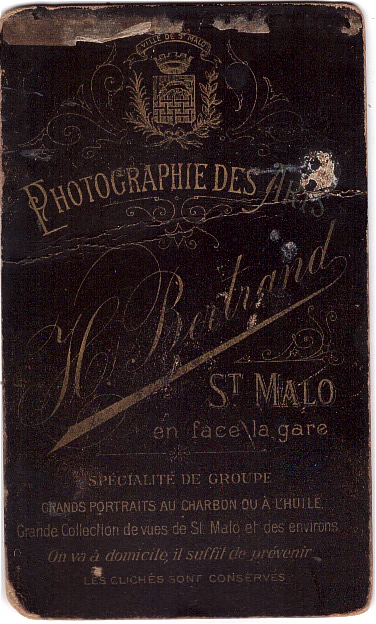 VILLE DE ST MALO
PHOTOGRAPHIE DES ARTS
H. Bertrand
ST MALO
en face la gare
SPÉCIALITÉ DE GROUPE
GRANDS PORTRAITS AU CHARBON OU À L'HUILE
Grande Collection de vues de St. Malo et des environs
On va à domicile, il suffit de prévenir
LES CLICHÉS SONT CONSERVÉS